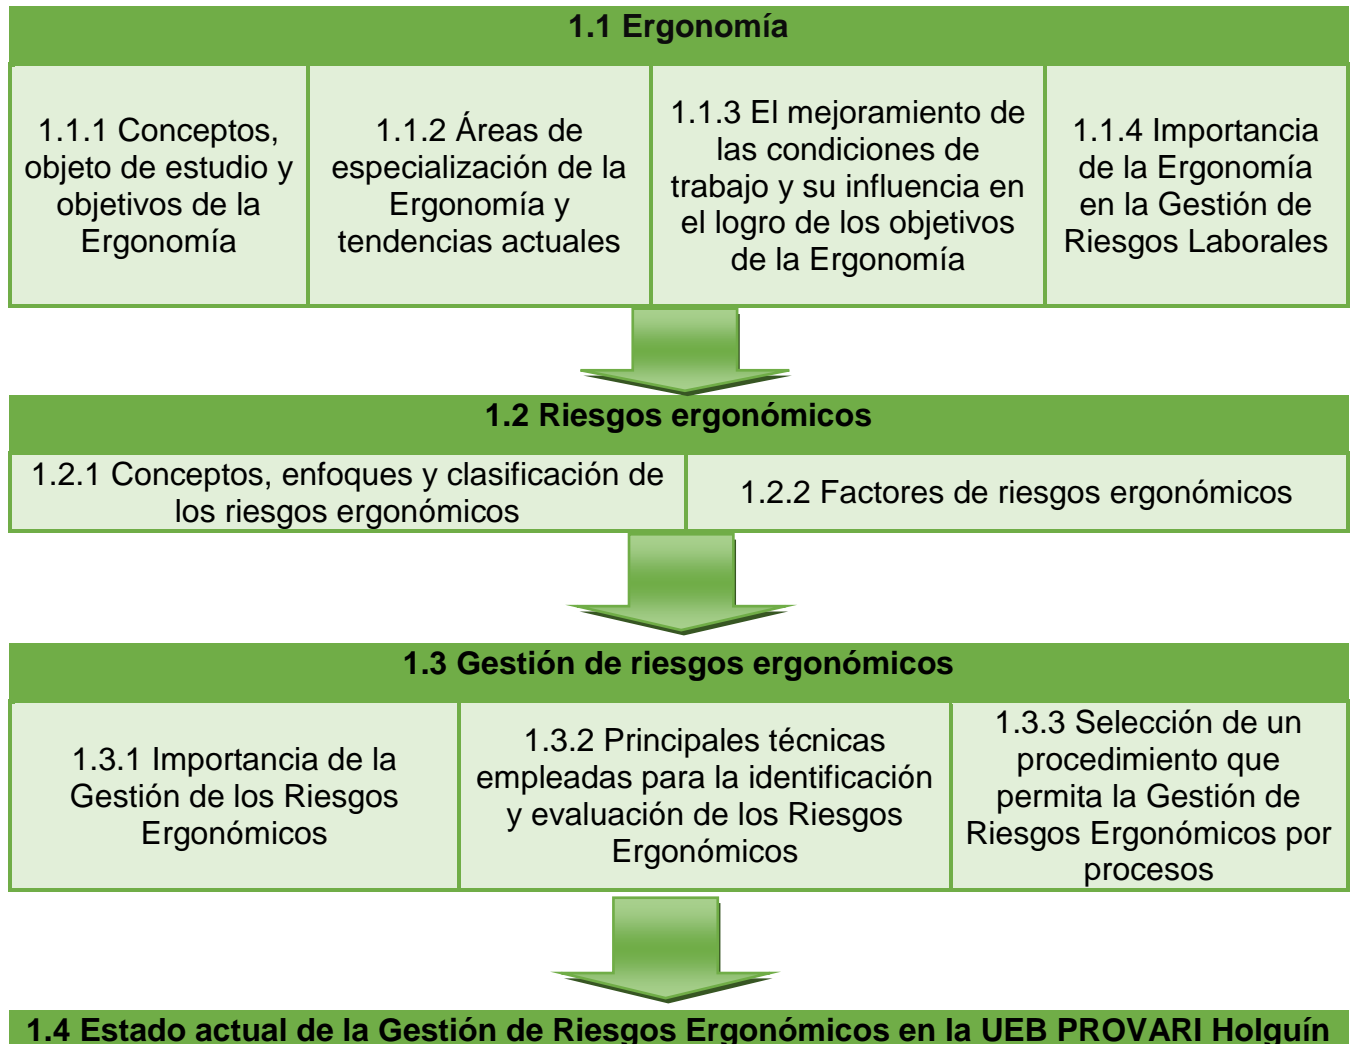 1.1 Ergonomía
1.1.1 Conceptos,
objeto de estudio y
objetivos de la
Ergonomía
1.1.2 Áreas de
especialización de la
Ergonomía y
tendencias actuales
1.1.3 El mejoramiento de
las condiciones de
trabajo y su influencia en
el logro de los objetivos
de la Ergonomía
1.1.4 Importancia
de la Ergonomía
en la Gestión de
Riesgos Laborales
1.2 Riesgos ergonómicos
1.2.1 Conceptos, enfoques y clasificación de
los riesgos ergonómicos
1.2.2 Factores de riesgos ergonómicos
1.3 Gestión de riesgos ergonómicos
1.3.1 Importancia de la
Gestión de los Riesgos
Ergonómicos
1.3.2 Principales técnicas
empleadas para la identificación
y evaluación de los Riesgos
Ergonómicos
1.3.3 Selección de un
procedimiento que
permita la Gestión de
Riesgos Ergonómicos por
procesos
1.4 Estado actual de la Gestión de Riesgos Ergonómicos en la UEB PROVARI Holguín